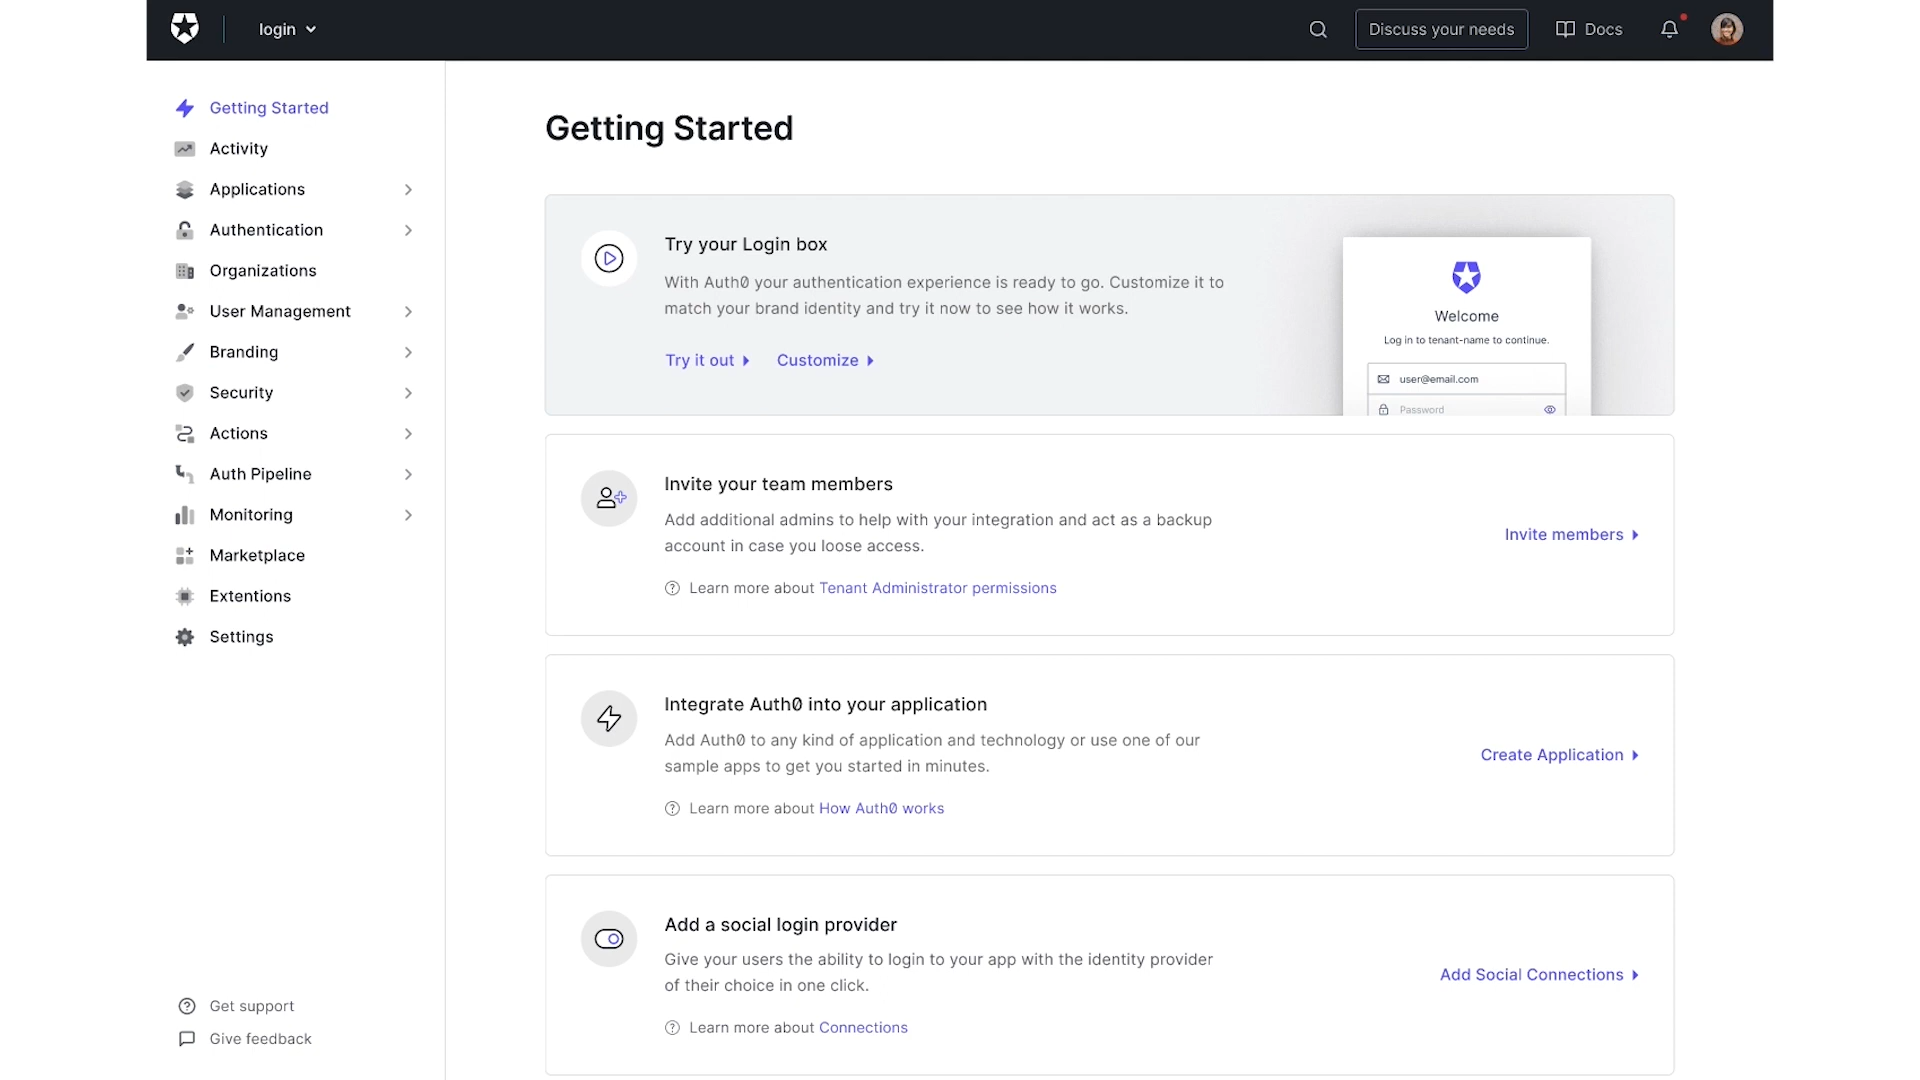 login
Discuss your needs
Docs
Getting Started
Activity
Applications
Authentication
Organizations
User Management
Branding
Security
Actions
Auth Pipeline
Monitoring
Marketplace
Extentions
Settings
Get support
Give feedback
Getting Started
Try your Login box
With Auth0 your authentication experience is ready to go. Customize it to
match your brand identity and try it now to see how it works.
Try it out
Customize
Welcome
Log in to tenant-name to continue.
user@email.com
Password
Invite your team members
Add additional admins to help with your integration and act as a backup
account in case you loose access.
Learn more about Tenant Administrator permissions
Invite members
Integrate Auth0 into your application
Add Auth0 to any kind of application and technology or use one of our
sample apps to get you started in minutes.
Learn more about How Auth0 works
Create Application
Add a social login provider
Give your users the ability to login to your app with the identity provider
of their choice in one click.
Learn more about Connections
Add Social Connections